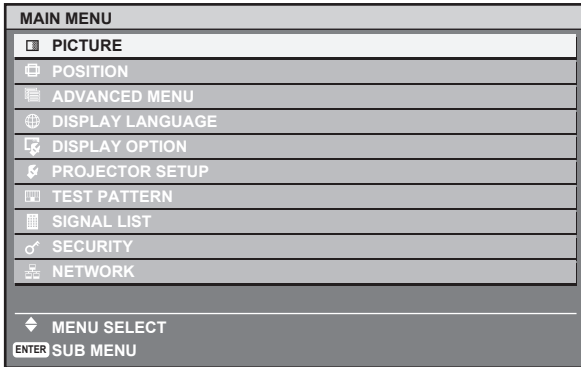 MAIN MENU
PICTURE
POSITION
ADVANCED MENU
DISPLAY LANGUAGE
DISPLAY OPTION
PROJECTOR SETUP
TEST PATTERN
SIGNAL LIST
SECURITY
NETWORK
MENU SELECT
ENTER SUB MENU